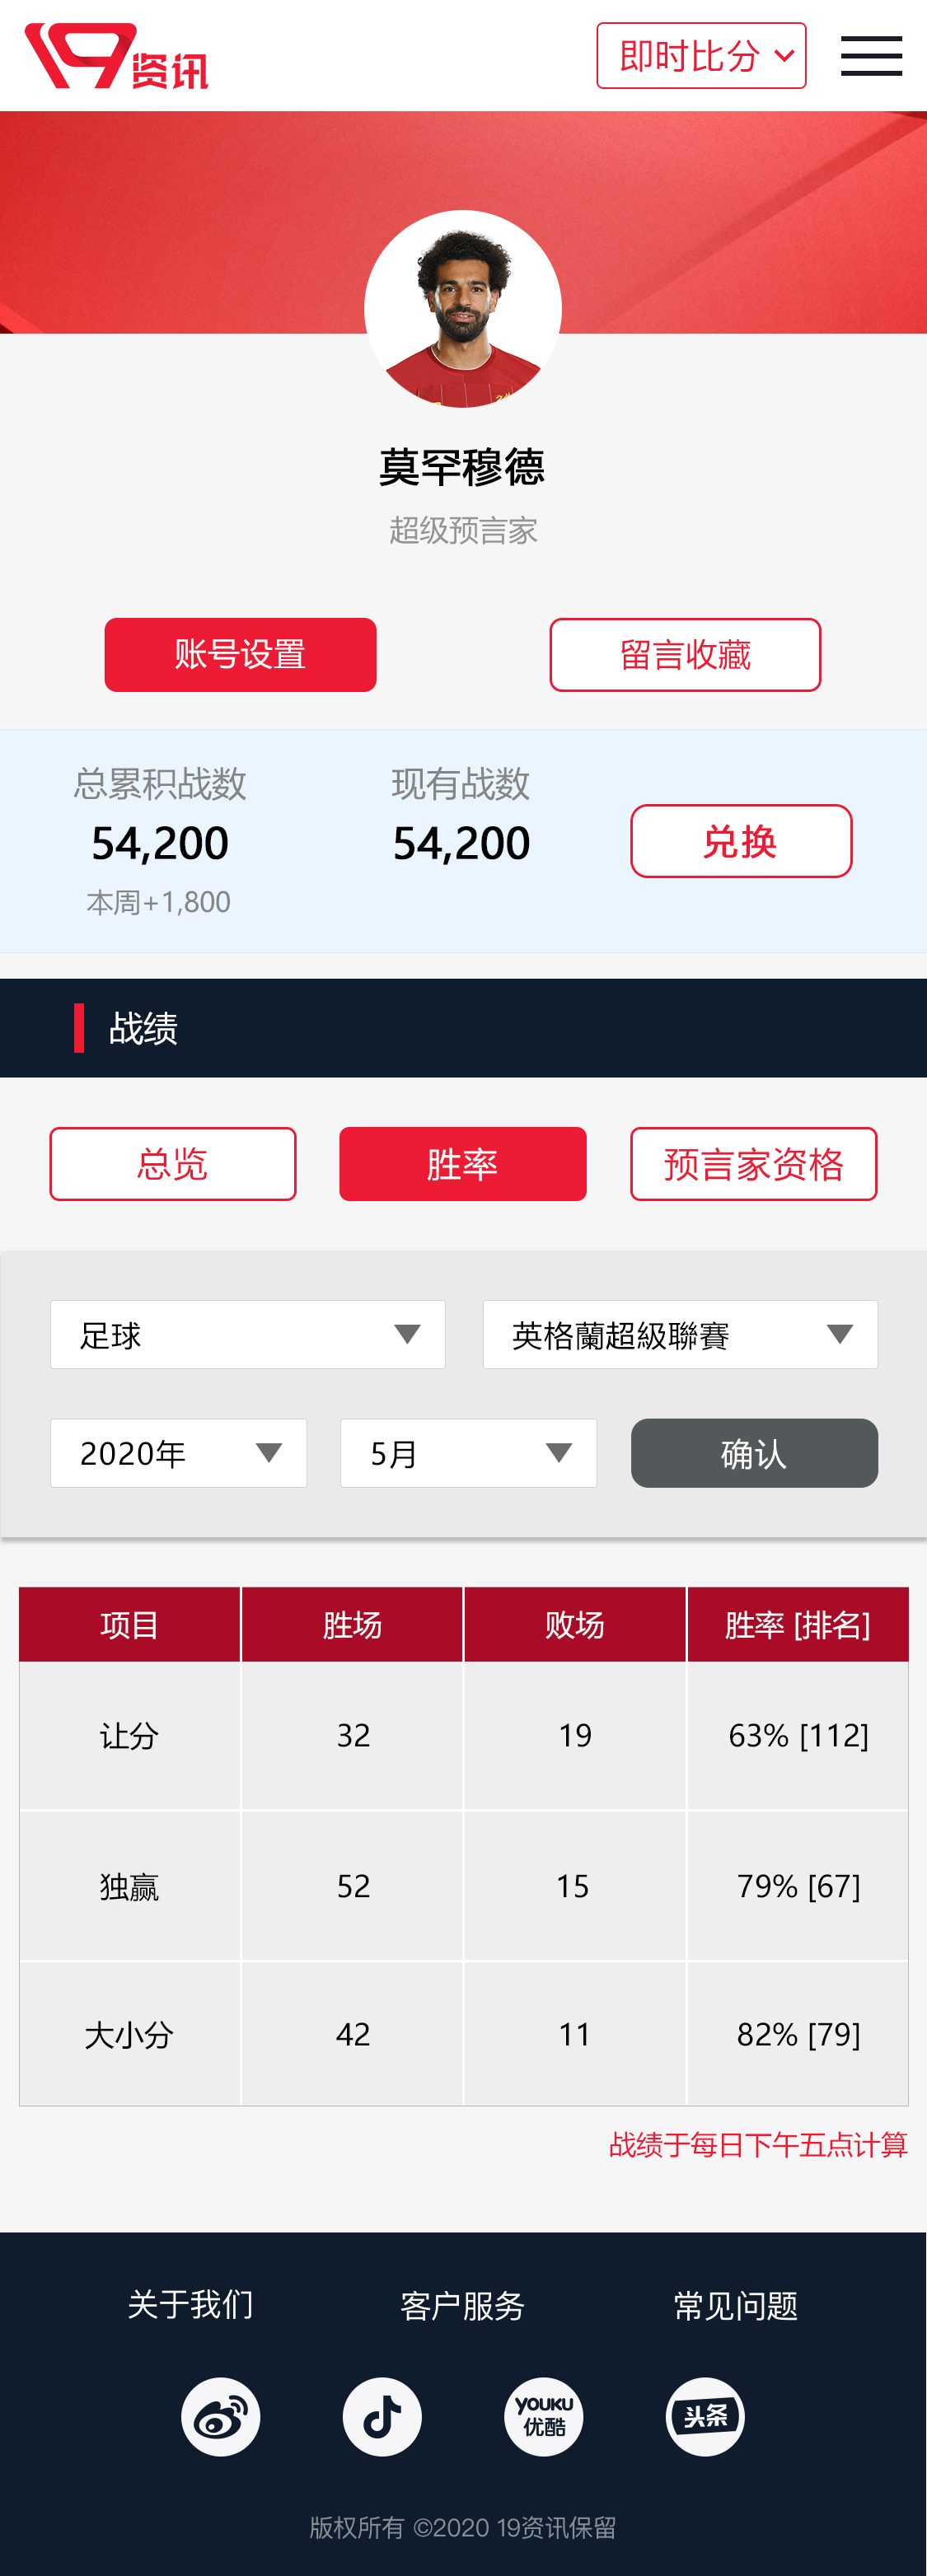 19资讯
即时比分
莫罕穆德
超级预言家
账号设置
留言收藏
总累积战数
现有战数
54,200
54,200
兑换
本周+1,800
战绩
总览
胜率
预言家资格
足球
英格蘭超級聯賽
2020年
5月
确认
项目 胜场 败场 胜率 [排名]
让分 32 19 63% [112]
独赢 52 15 79% [67]
大小分 42 11 82% [79]
战绩于每日下午五点计算
关于我们
客户服务
常见问题
YOUKU
优酷
头条
版权所有 ©2020 19资讯保留